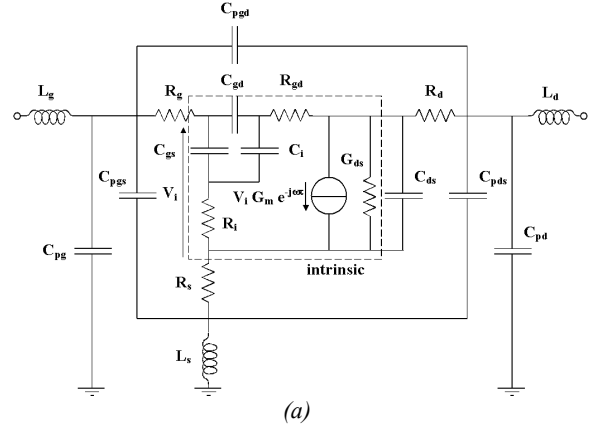 C_pgd
L_g R_g C_gd R_gd R_d L_d
C_gs C_i G_ds
C_pgs V_i V_i G_m e^-jωτ C_ds C_pds
R_i
C_pg C_pd
intrinsic
R_s
L_s
(a)